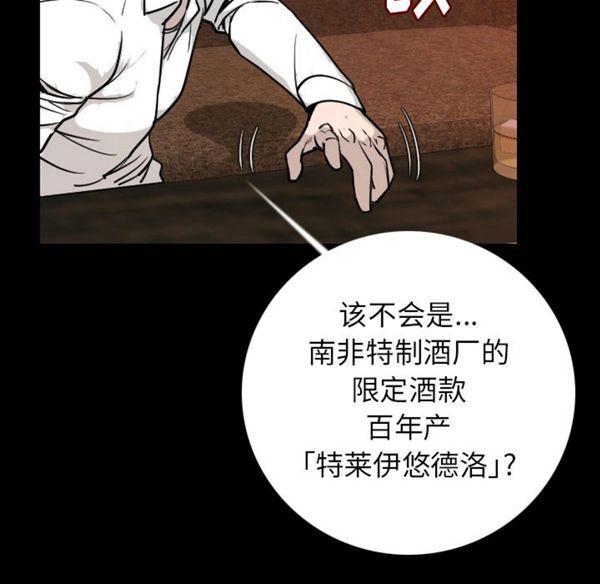 该不会是...
南非特制酒厂的
限定酒款
百年产
「特莱伊悠德洛」?